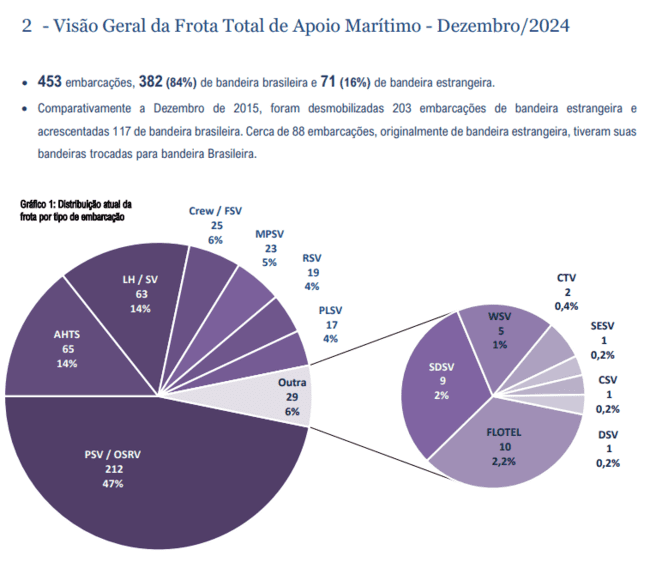 2 - Visão Geral da Frota Total de Apoio Marítimo - Dezembro/2024
• 453 embarcações, 382 (84%) de bandeira brasileira e 71 (16%) de bandeira estrangeira.
• Comparativamente a Dezembro de 2015, foram desmobilizadas 203 embarcações de bandeira estrangeira e
acrescentadas 117 de bandeira brasileira. Cerca de 88 embarcações, originalmente de bandeira estrangeira, tiveram suas
bandeiras trocadas para bandeira Brasileira.
Gráfico 1: Distribuição atual da
frota por tipo de embarcação
Crew / FSV
25
6%
MPSV
23
5%
RSV
19
4%
PLSV
17
4%
LH / SV
63
14%
AHTS
65
14%
Outra
29
6%
PSV / OSRV
212
47%
CTV
2
0,4%
WSV
5
1%
SESV
1
0,2%
SDSV
9
2%
CSV
1
0,2%
FLOTEL
10
2,2%
DSV
1
0,2%